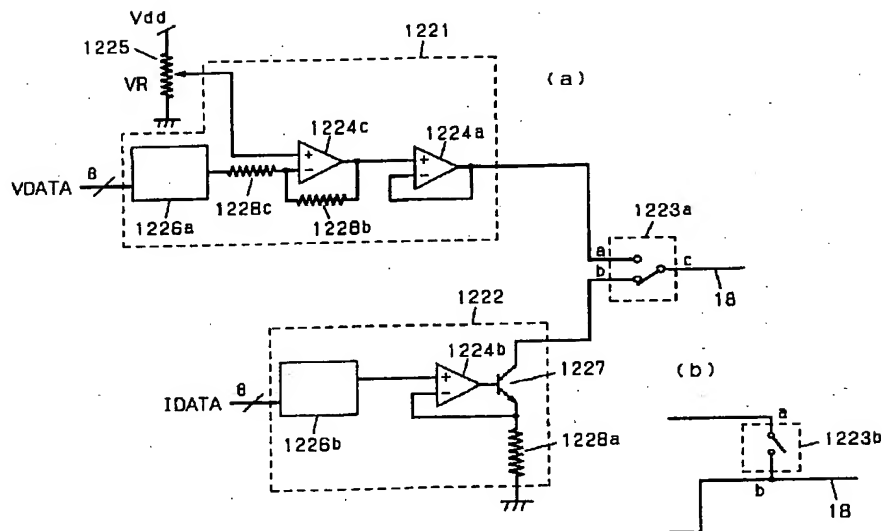 Vdd
1225
VR
1221
(a)
1224c
1224a
+
-
+
-
8
VDATA
1226a
1228c
1228b
1223a
a
b
c
18
1222
8
IDATA
1226b
1224b
+
-
1227
1228a
(b)
a
1223b
b
18